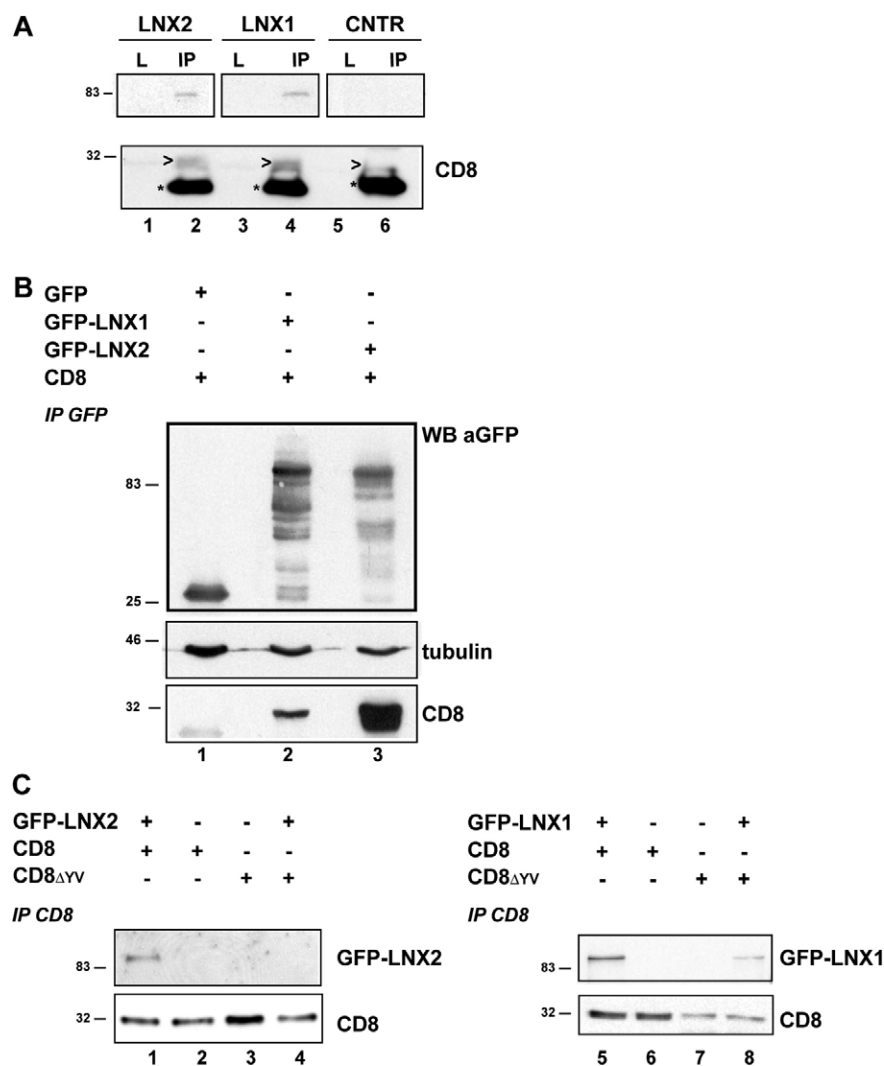 A
LNX2 LNX1 CNTR
L IP L IP L IP
83 –
32 –
> > >
* * *
CD8
1 2 3 4 5 6
B
GFP + - -
GFP-LNX1 - + -
GFP-LNX2 - - +
CD8 + + +
IP GFP
WB aGFP
83 –
25 –
46 –
tubulin
32 –
CD8
1 2 3
C
GFP-LNX2 + - - +
CD8 + + - -
CD8ΔYV - - + +
IP CD8
83 –
GFP-LNX2
32 –
CD8
1 2 3 4
GFP-LNX1 + - - +
CD8 + + - -
CD8ΔYV - - + +
IP CD8
83 –
GFP-LNX1
32 –
CD8
5 6 7 8